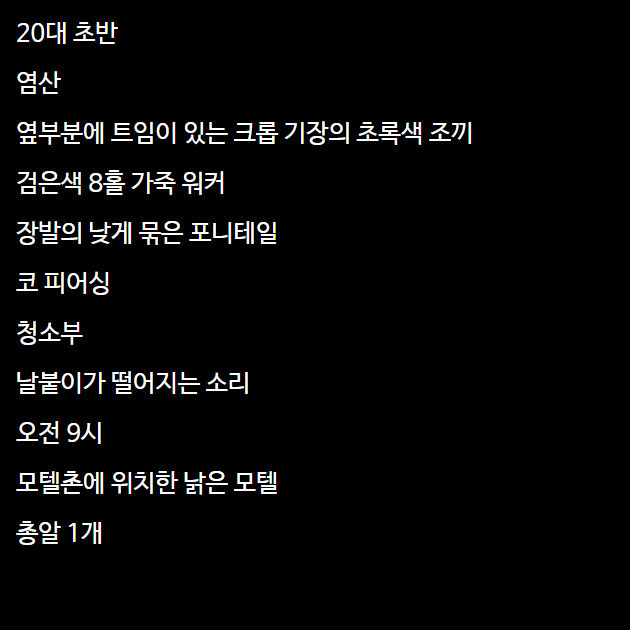 20대 초반
염산
옆부분에 트임이 있는 크롭 기장의 초록색 조끼
검은색 8홀 가죽 워커
장발의 낮게 묶은 포니테일
코 피어싱
청소부
날붙이가 떨어지는 소리
오전 9시
모텔촌에 위치한 낡은 모텔
총알 1개